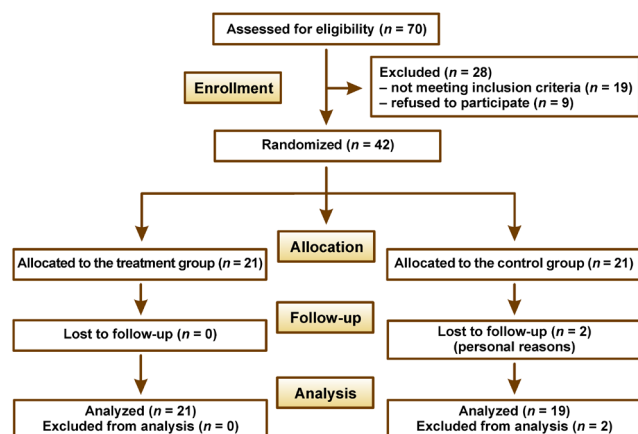 Assessed for eligibility (n = 70)
Enrollment
Excluded (n = 28)
– not meeting inclusion criteria (n = 19)
– refused to participate (n = 9)
Randomized (n = 42)
Allocation
Allocated to the treatment group (n = 21)
Allocated to the control group (n = 21)
Follow-up
Lost to follow-up (n = 0)
Lost to follow-up (n = 2)
(personal reasons)
Analysis
Analyzed (n = 21)
Excluded from analysis (n = 0)
Analyzed (n = 19)
Excluded from analysis (n = 2)